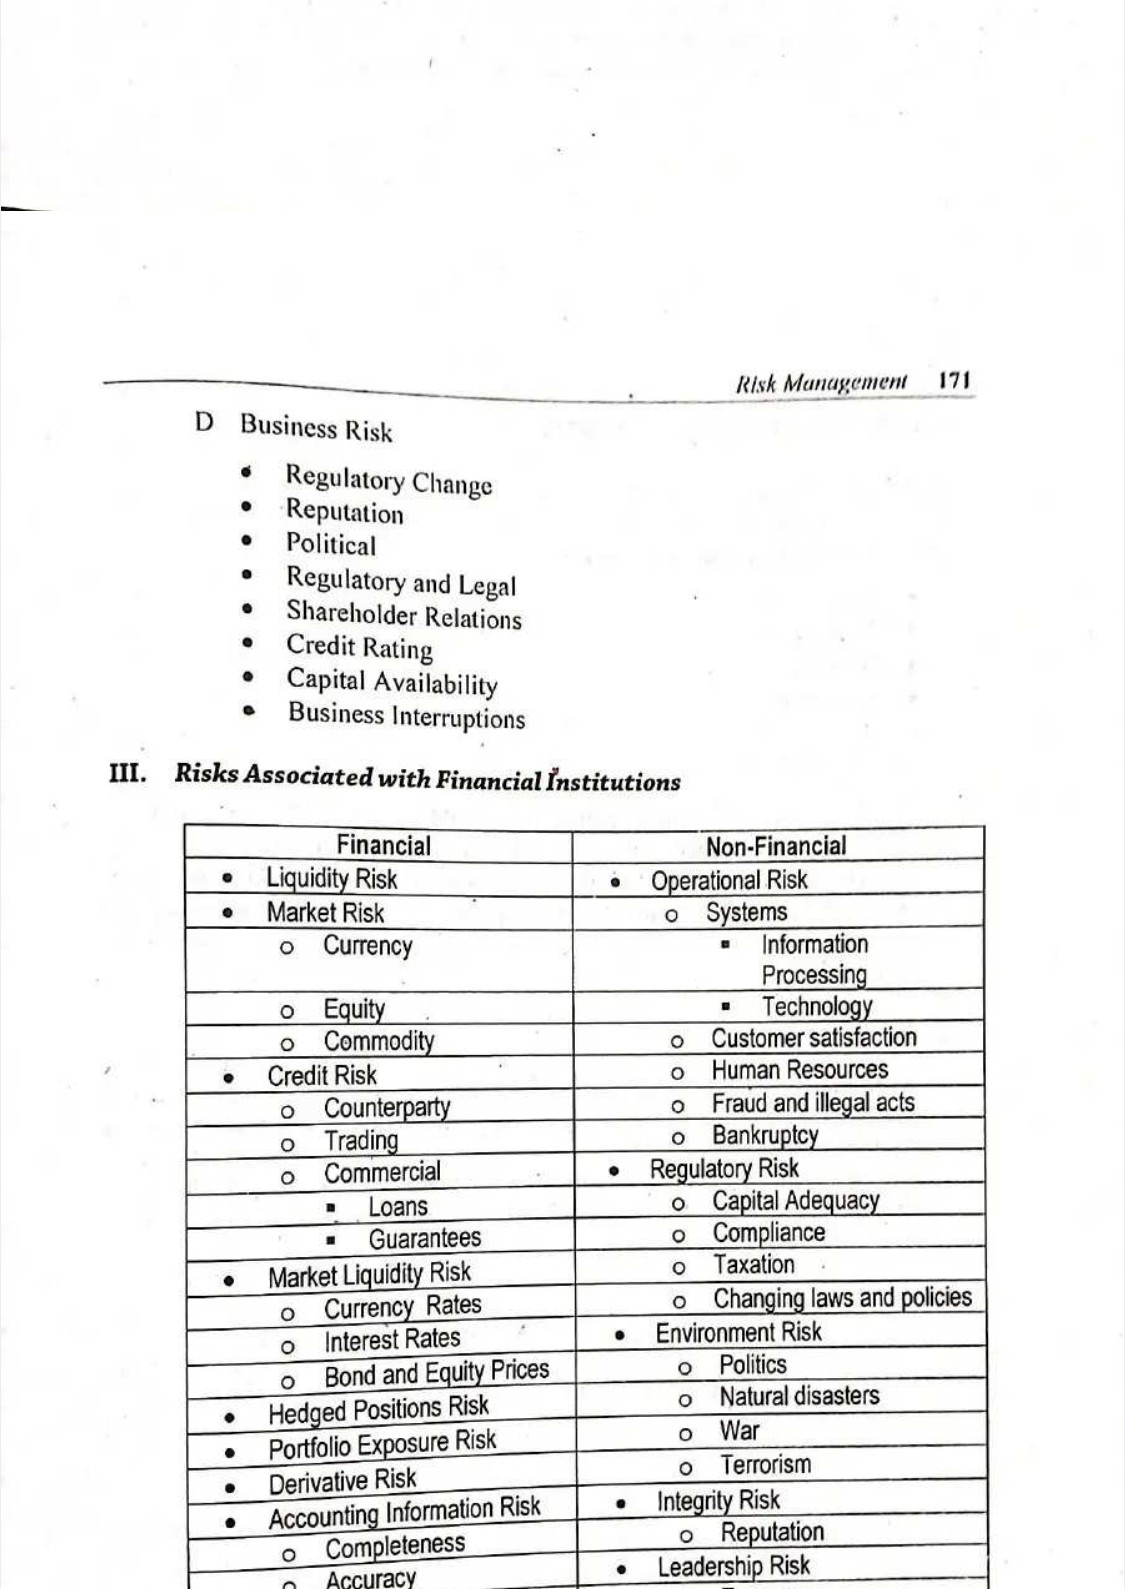 Risk Management 171
D Business Risk
• Regulatory Change
• Reputation
• Political
• Regulatory and Legal
• Shareholder Relations
• Credit Rating
• Capital Availability
• Business Interruptions
III. Risks Associated with Financial Institutions
Financial
• Liquidity Risk
• Market Risk
o Currency
o Equity
o Commodity
• Credit Risk
o Counterparty
o Trading
o Commercial
▪ Loans
▪ Guarantees
• Market Liquidity Risk
o Currency Rates
o Interest Rates
o Bond and Equity Prices
• Hedged Positions Risk
• Portfolio Exposure Risk
• Derivative Risk
• Accounting Information Risk
o Completeness
o Accuracy
Non-Financial
• Operational Risk
o Systems
▪ Information
Processing
▪ Technology
o Customer satisfaction
o Human Resources
o Fraud and illegal acts
o Bankruptcy
• Regulatory Risk
o Capital Adequacy
o Compliance
o Taxation
o Changing laws and policies
• Environment Risk
o Politics
o Natural disasters
o War
o Terrorism
• Integrity Risk
o Reputation
• Leadership Risk